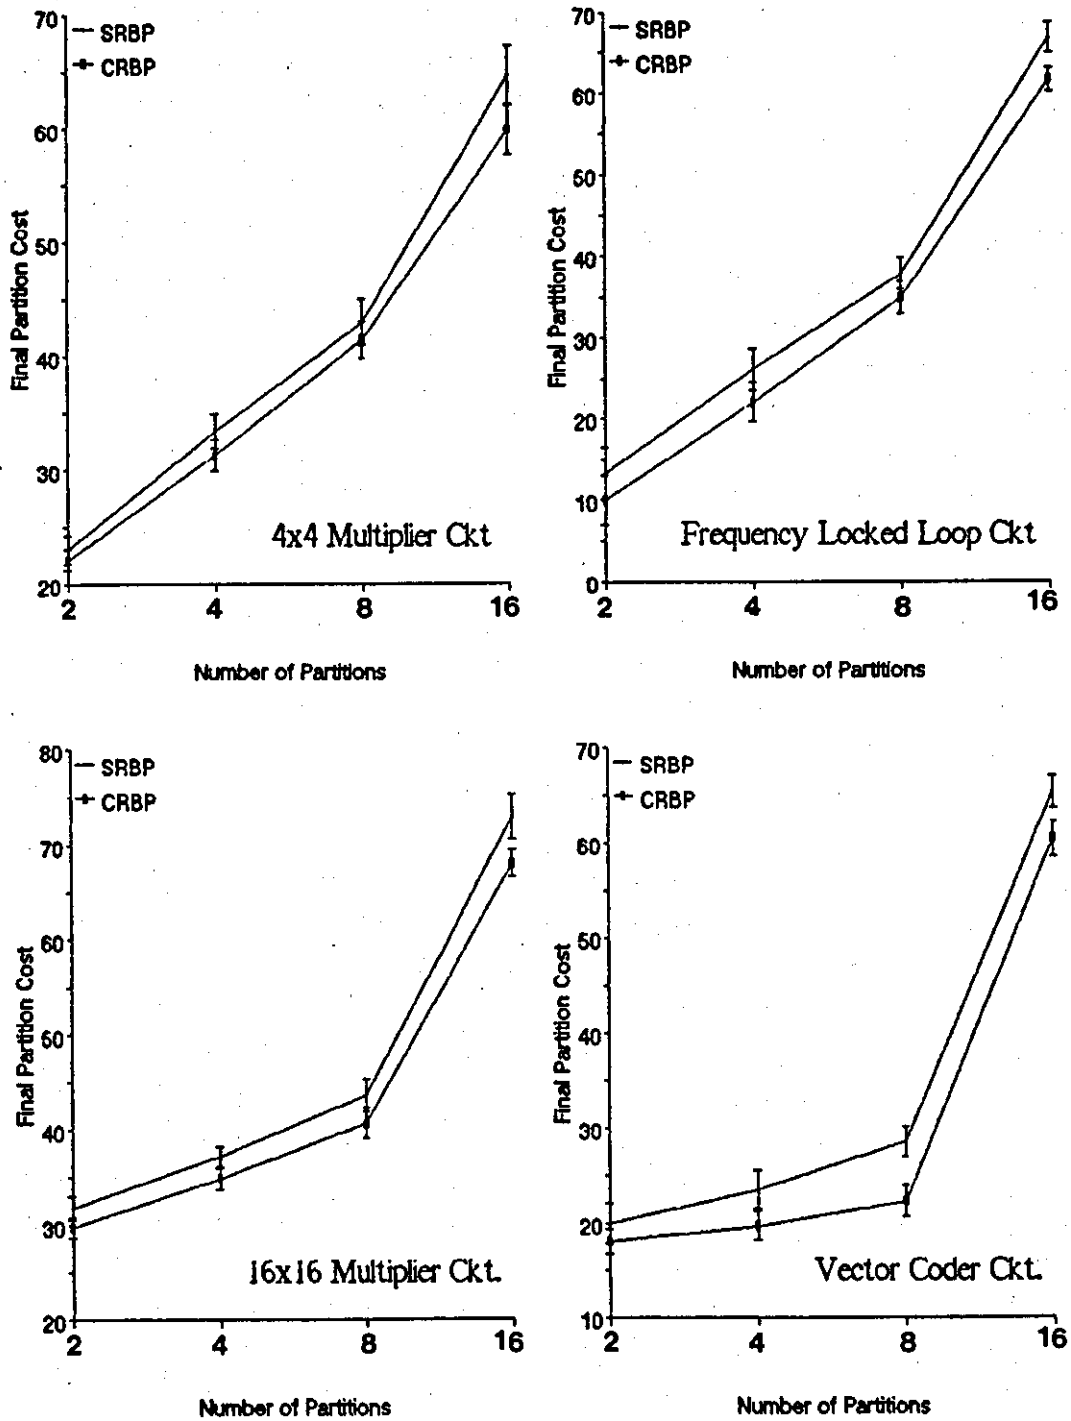 70
SRBP
CRBP
60
50
40
30
20
Final Partition Cost
4x4 Multiplier Ckt
2 4 8 16
Number of Partitions
70
SRBP
CRBP
60
50
40
30
20
10
0
Final Partition Cost
Frequency Locked Loop Ckt
2 4 8 16
Number of Partitions
80
SRBP
CRBP
70
60
50
40
30
20
Final Partition Cost
16x16 Multiplier Ckt.
2 4 8 16
Number of Partitions
70
SRBP
CRBP
60
50
40
30
20
10
Final Partition Cost
Vector Coder Ckt.
2 4 8 16
Number of Partitions